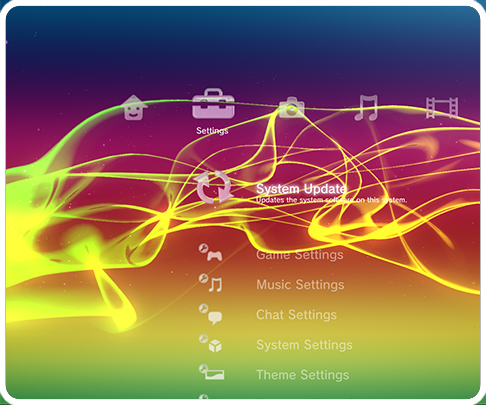 Settings
System Update
Updates the system software on this system.
Game Settings
Music Settings
Chat Settings
System Settings
Theme Settings